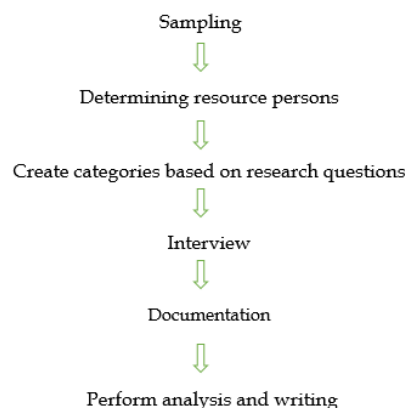 Sampling
Determining resource persons
Create categories based on research questions
Interview
Documentation
Perform analysis and writing